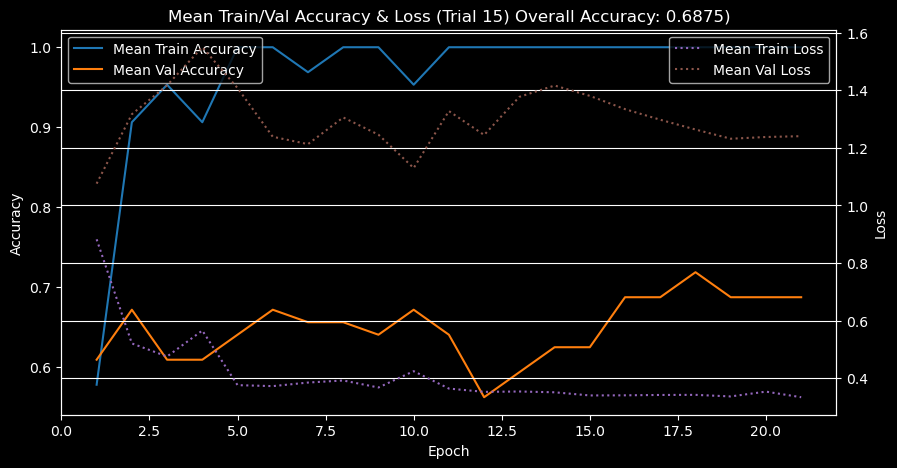 Mean Train/Val Accuracy & Loss (Trial 15) Overall Accuracy: 0.6875)
Mean Train Accuracy
Mean Val Accuracy
Mean Train Loss
Mean Val Loss
Accuracy
1.0
0.9
0.8
0.7
0.6
Loss
1.6
1.4
1.2
1.0
0.8
0.6
0.4
0.0 2.5 5.0 7.5 10.0 12.5 15.0 17.5 20.0
Epoch